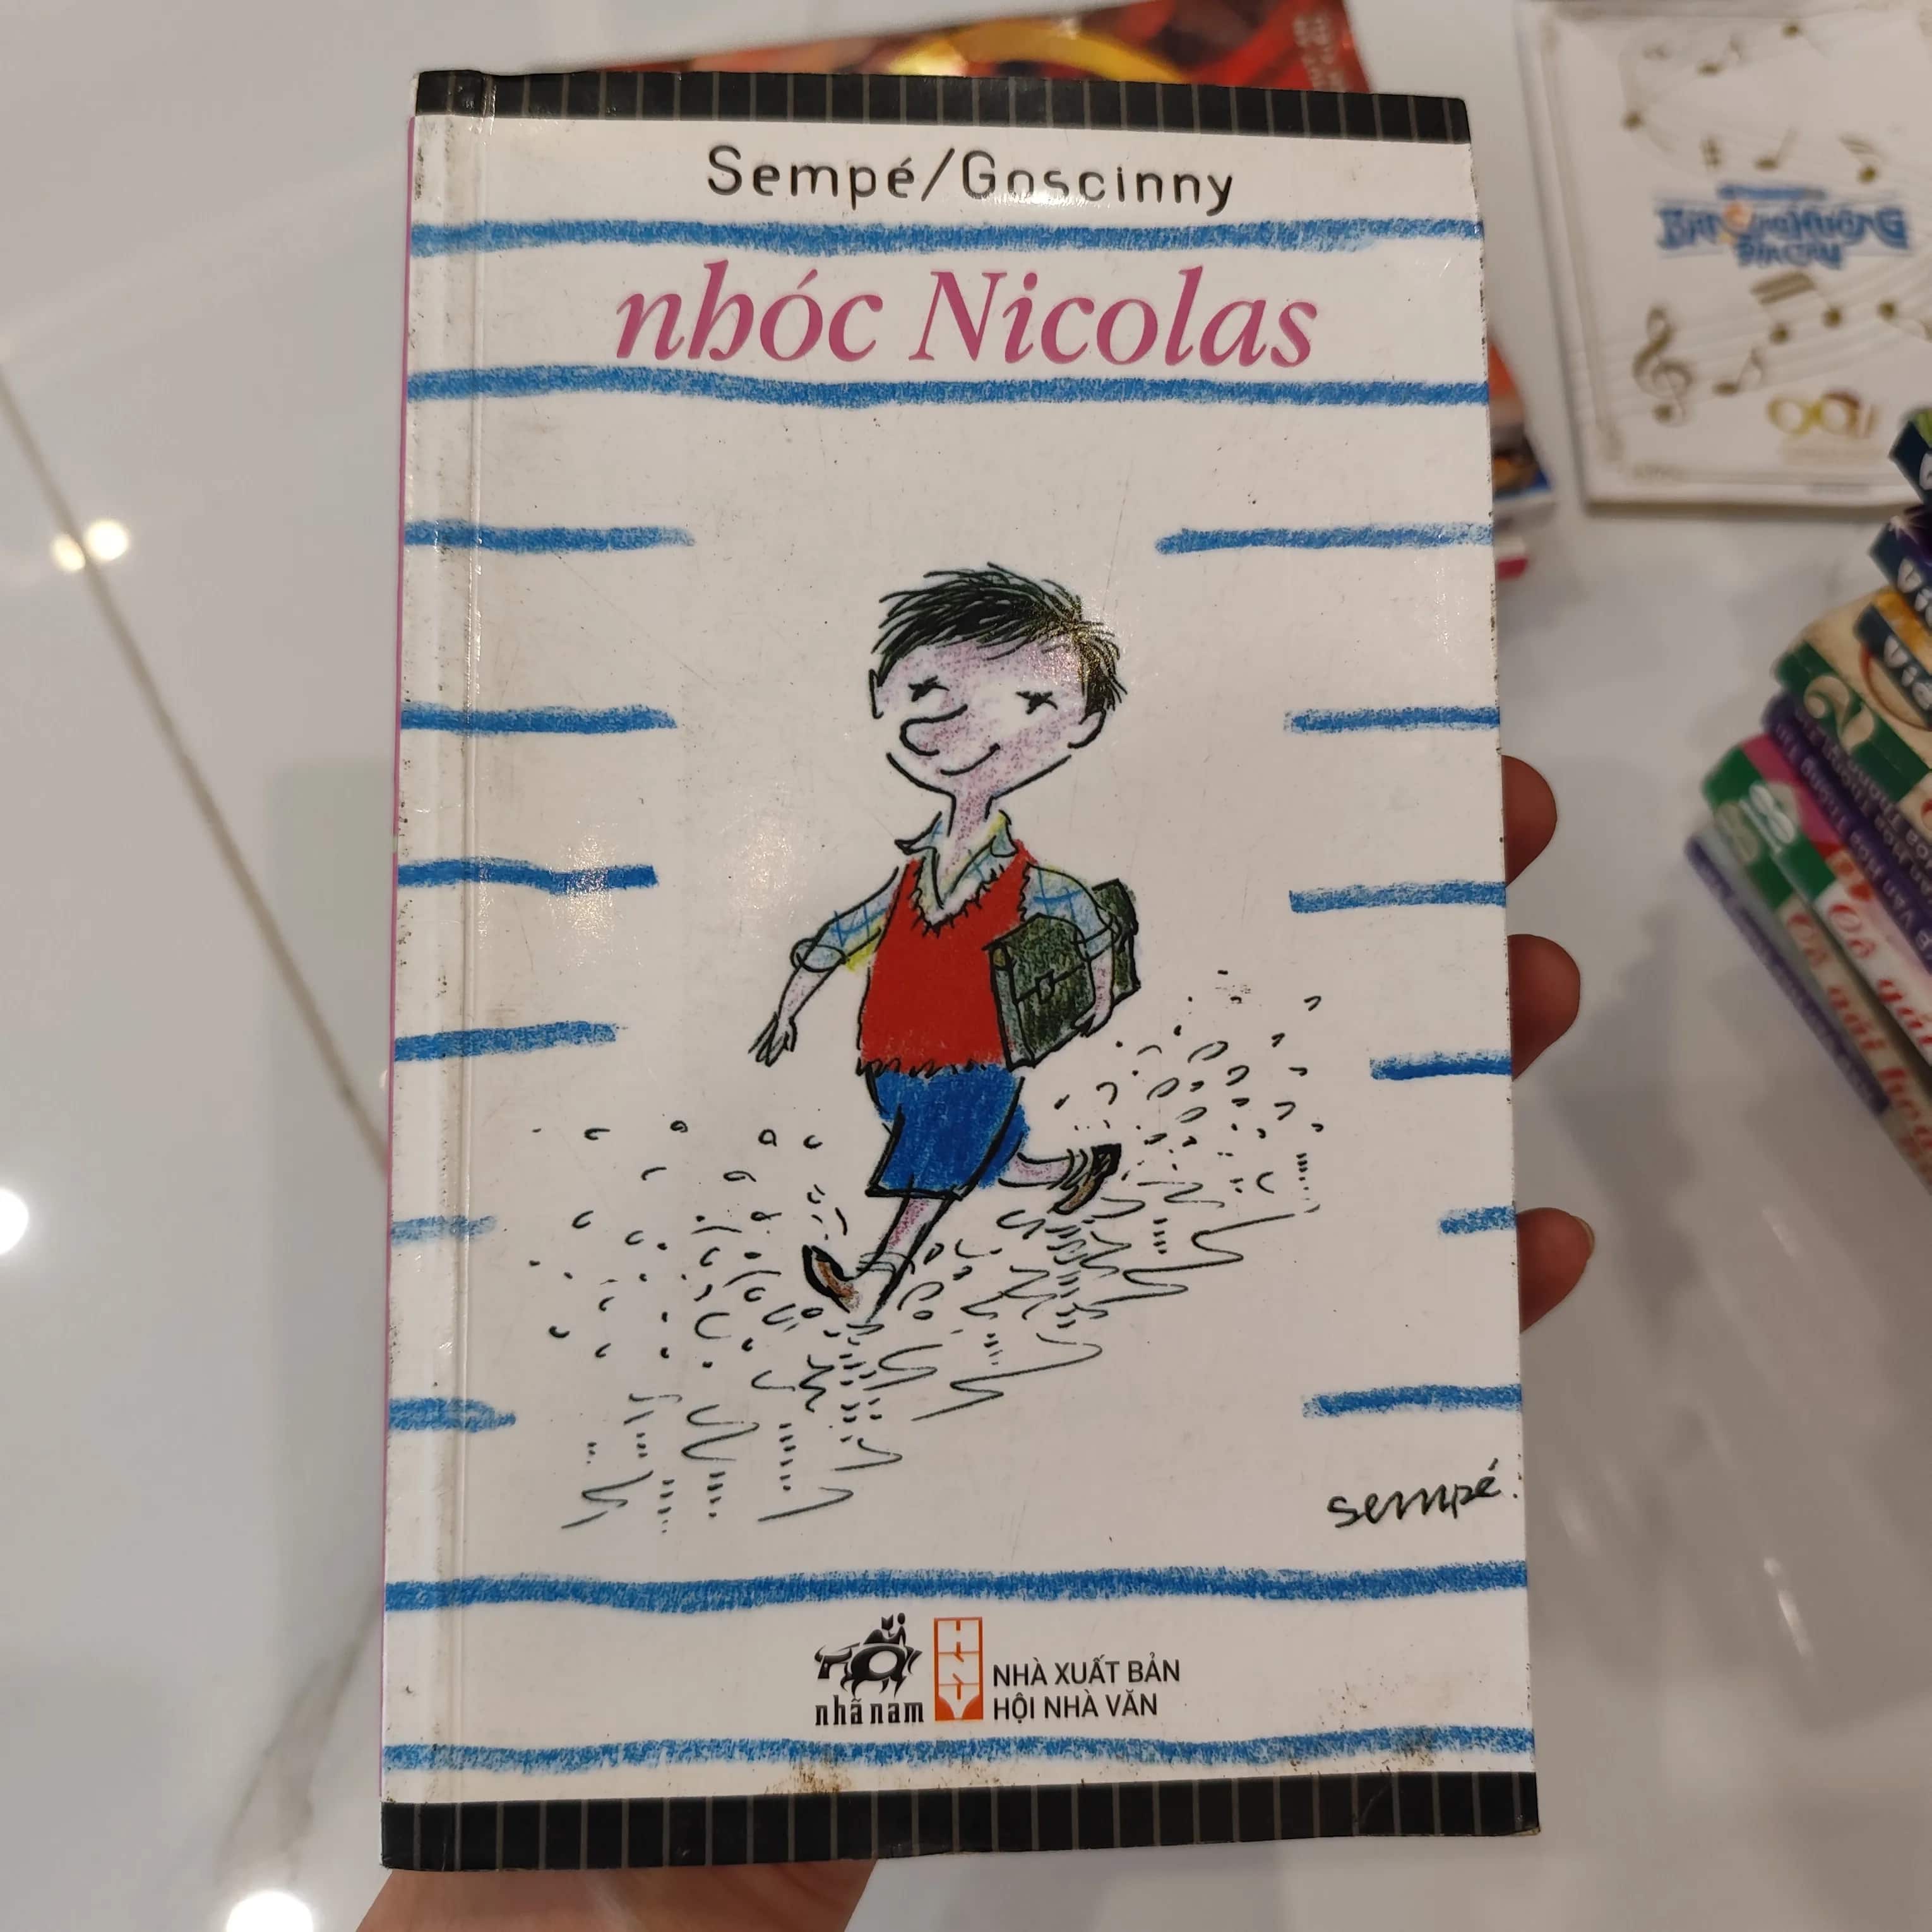 Sempé/Goscinny
nhóc Nicolas
sempé.
nhã nam
NHÀ XUẤT BẢN
HỘI NHÀ VĂN